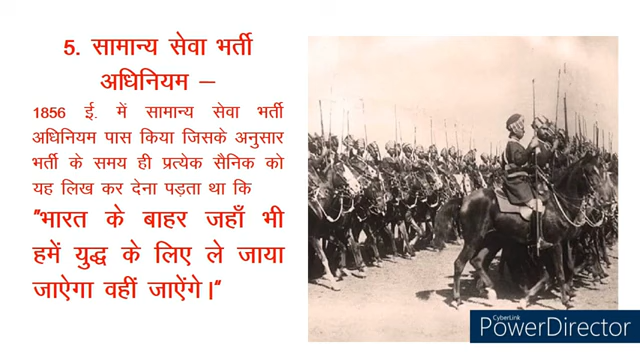 5. सामान्य सेवा भर्ती
अधिनियम –
1856 ई. में सामान्य सेवा भर्ती
अधिनियम पास किया जिसके अनुसार
भर्ती के समय ही प्रत्येक सैनिक को
यह लिख कर देना पड़ता था कि
"भारत के बाहर जहाँ भी
हमें युद्ध के लिए ले जाया
जाऐगा वहीं जाऐंगे।"
CyberLink
PowerDirector